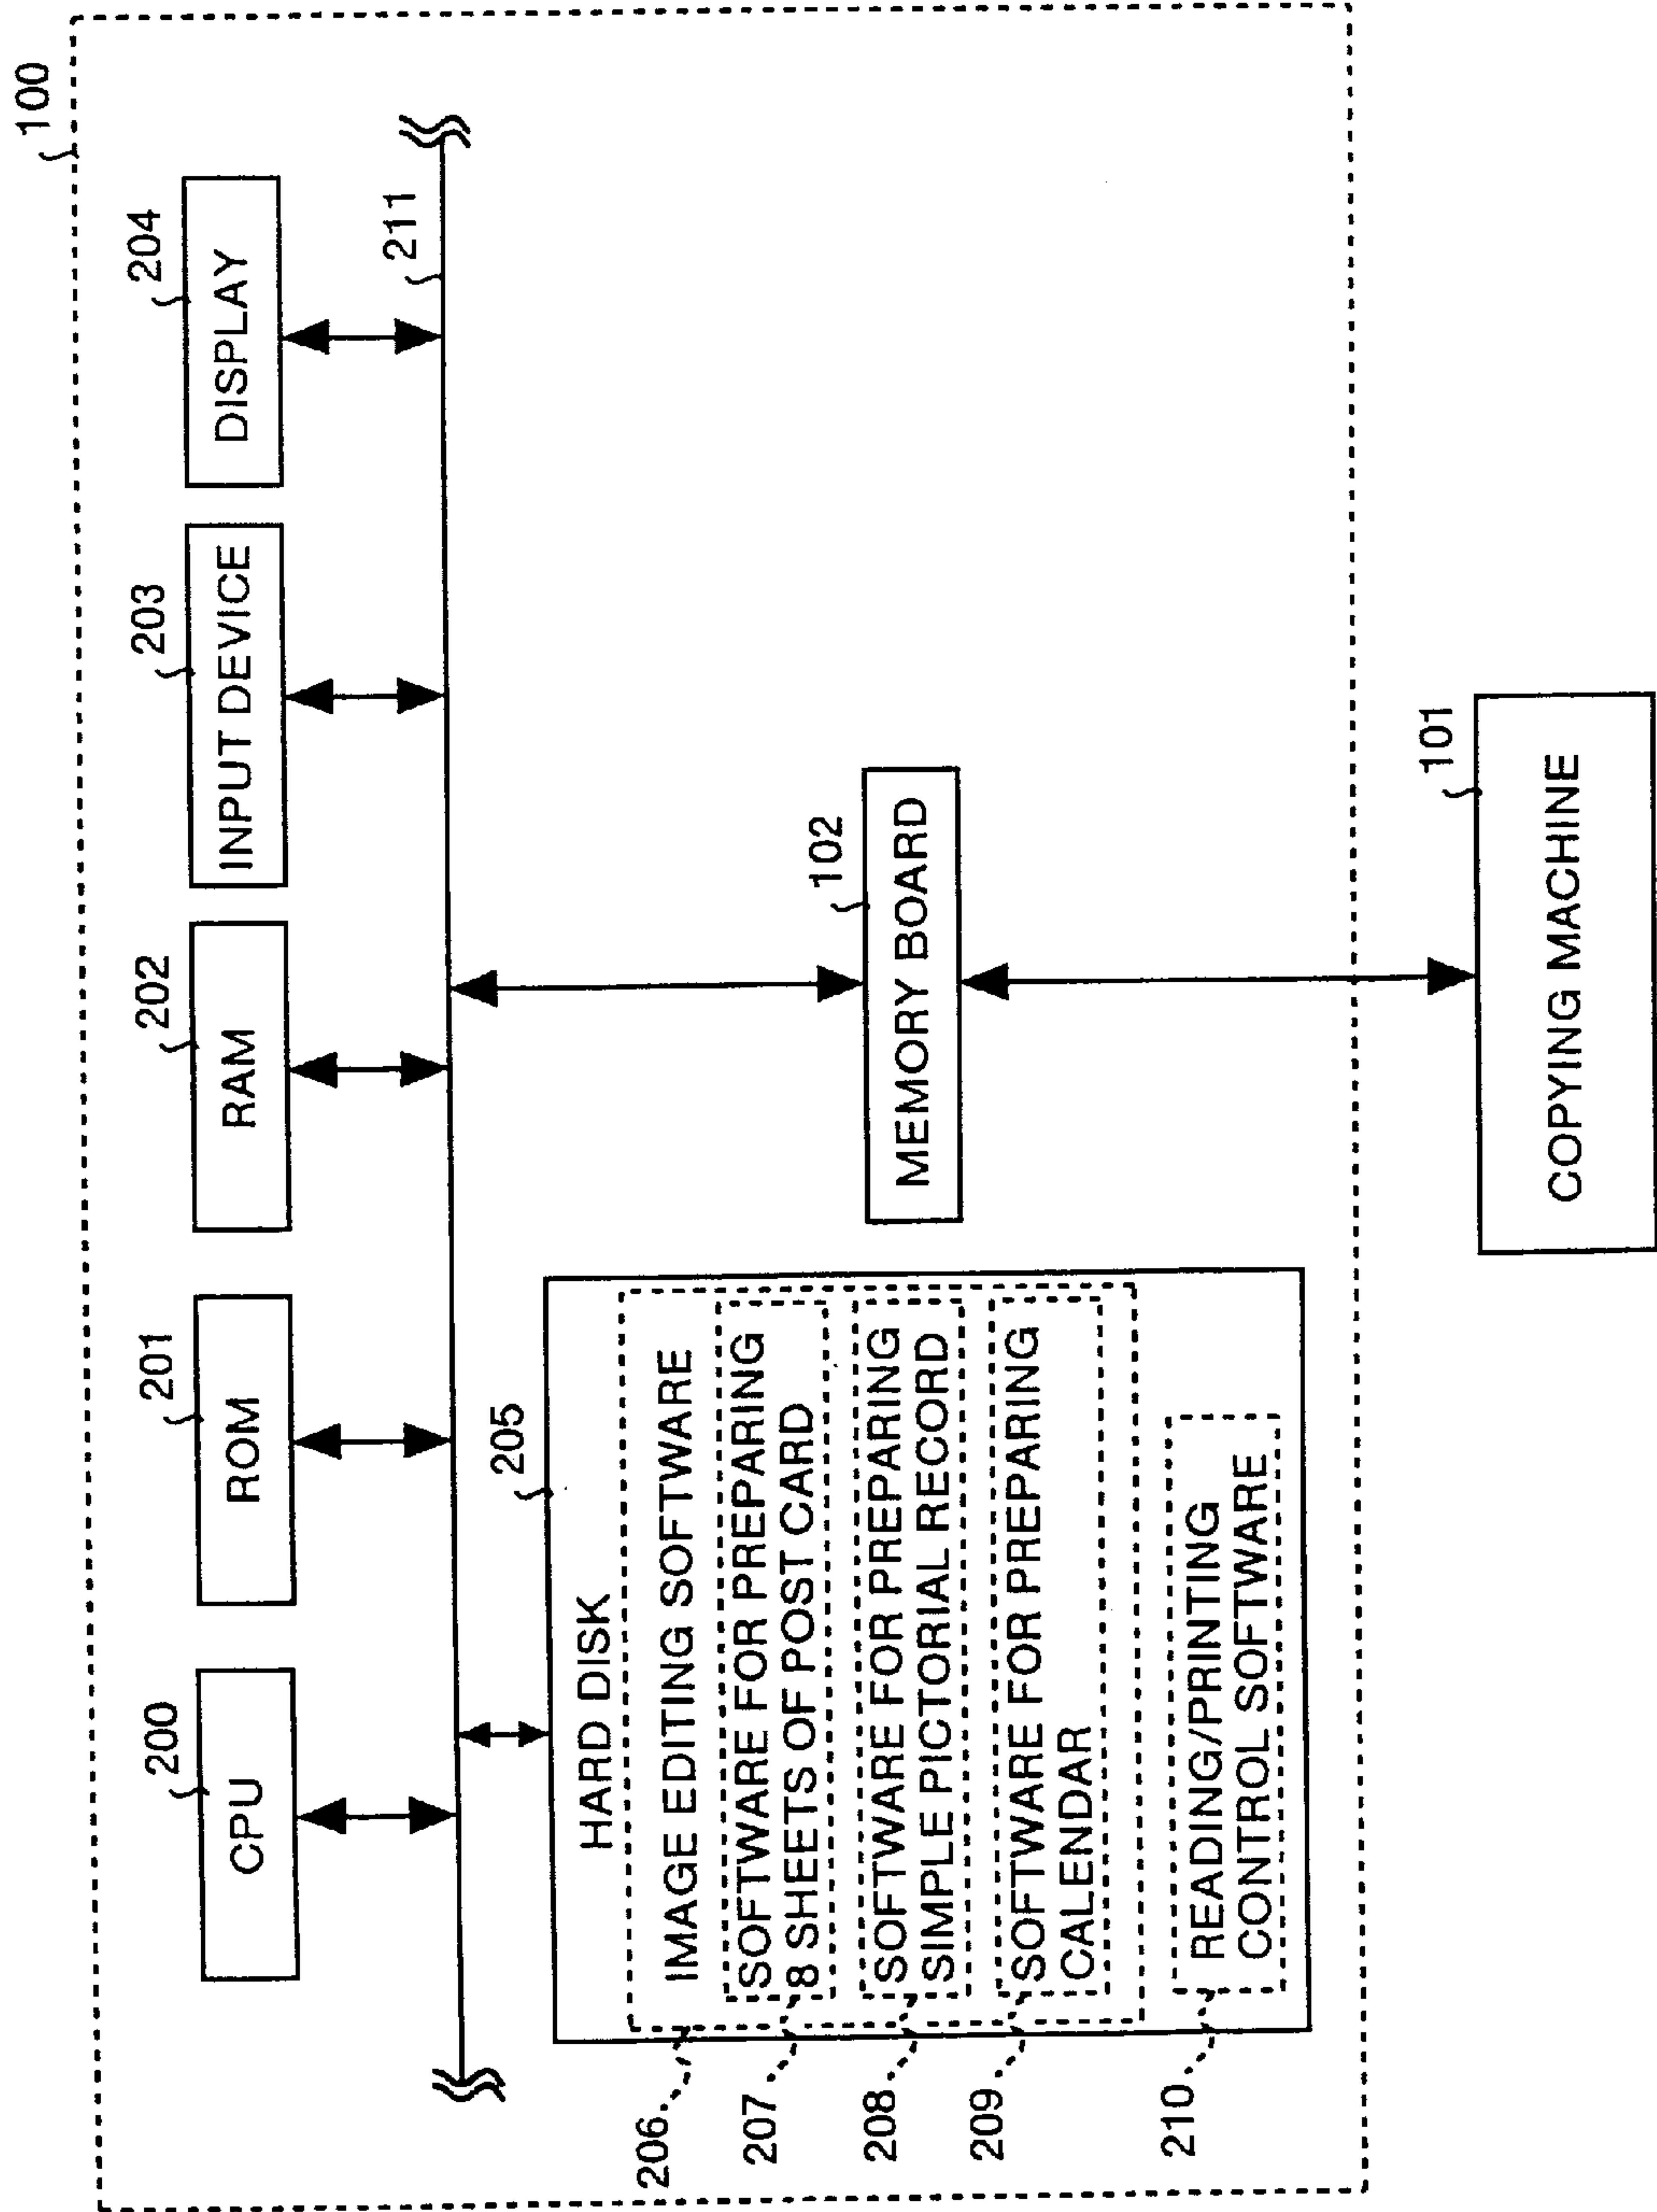 100
200
CPU
201
ROM
202
RAM
203
INPUT DEVICE
204
DISPLAY
211
205
HARD DISK
206
IMAGE EDITING SOFTWARE
207
SOFTWARE FOR PREPARING
8 SHEETS OF POST CARD
208
SOFTWARE FOR PREPARING
SIMPLE PICTORIAL RECORD
209
SOFTWARE FOR PREPARING
CALENDAR
210
READING/PRINTING
CONTROL SOFTWARE
102
MEMORY BOARD
101
COPYING MACHINE